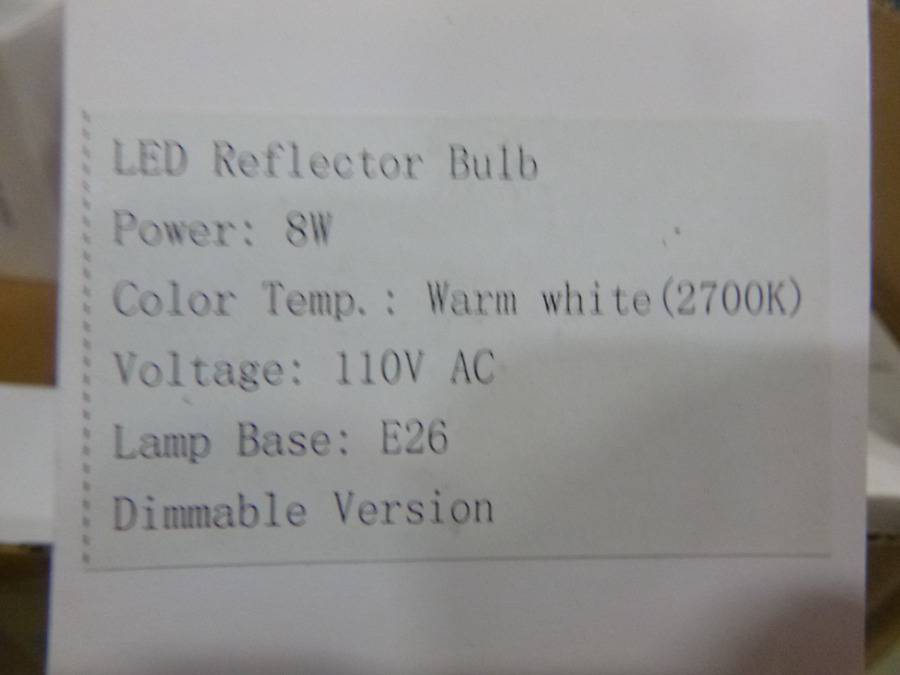 LED Reflector Bulb
Power: 8W
Color Temp.: Warm white(2700K)
Voltage: 110V AC
Lamp Base: E26
Dimmable Version